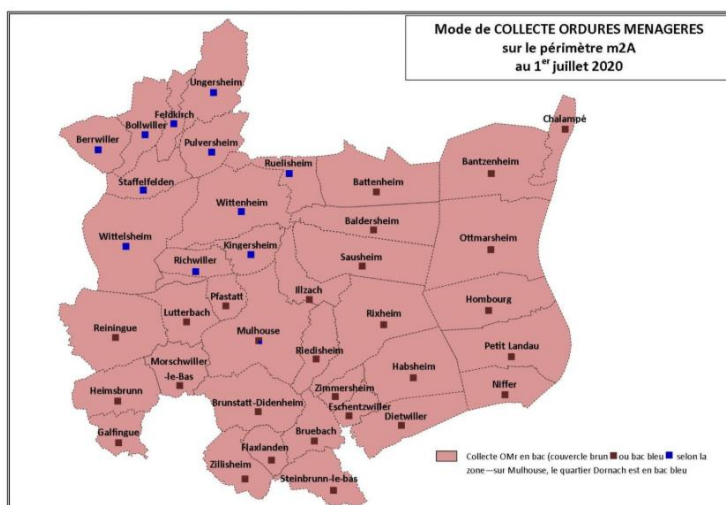 Mode de COLLECTE ORDURES MENAGERES
sur le périmètre m2A
au 1er juillet 2020
Ungersheim
Feldkirch
Bollwiller
Berrwiller
Pulversheim
Chalampé
Ruelisheim
Bantzenheim
Staffelfelden
Battenheim
Wittenheim
Baldersheim
Wittelsheim
Kingersheim
Ottmarsheim
Richwiller
Sausheim
Pfastatt
Illzach
Lutterbach
Hombourg
Rixheim
Reiningue
Mulhouse
Riedisheim
Petit Landau
Morschwiller
-le-Bas
Habsheim
Heimsbrunn
Zimmersheim
Niffer
Brunstatt-Didenheim
Eschentzwiller
Dietwiller
Galfingue
Bruebach
Flaxlanden
Zillisheim
Steinbrunn-le-bas
Collecte OMr en bac (couvercle brun ou bac bleu selon la
zone—sur Mulhouse, le quartier Dornach est en bac bleu